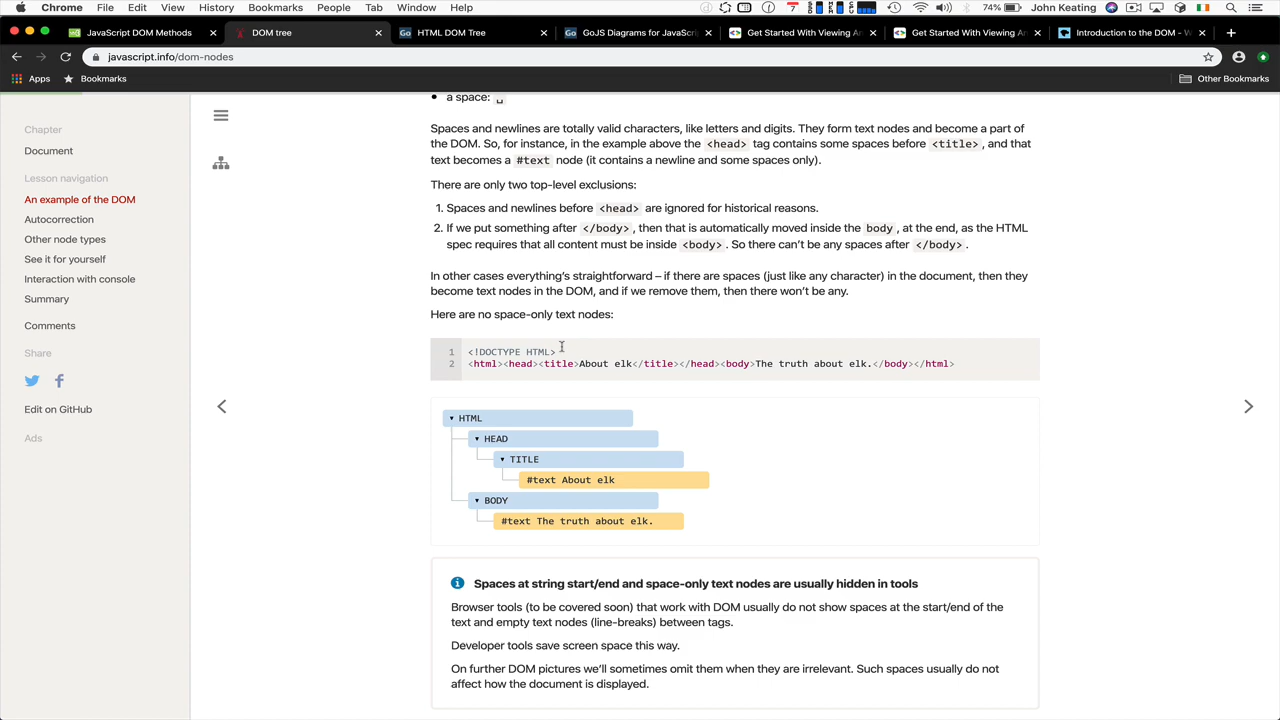 Chrome File Edit View History Bookmarks People Tab Window Help 7 74% John Keating
JavaScript DOM Methods DOM tree HTML DOM Tree GoJS Diagrams for JavaSc Get Started With Viewing An Get Started With Viewing An Introduction to the DOM - W
javascript.info/dom-nodes
Apps Bookmarks Other Bookmarks
Chapter
Document
Lesson navigation
An example of the DOM
Autocorrection
Other node types
See it for yourself
Interaction with console
Summary
Comments
Share
Edit on GitHub
Ads
a space: ␣
Spaces and newlines are totally valid characters, like letters and digits. They form text nodes and become a part of
the DOM. So, for instance, in the example above the <head> tag contains some spaces before <title>, and that
text becomes a #text node (it contains a newline and some spaces only).
There are only two top-level exclusions:
1. Spaces and newlines before <head> are ignored for historical reasons.
2. If we put something after </body>, then that is automatically moved inside the body, at the end, as the HTML
spec requires that all content must be inside <body>. So there can't be any spaces after </body>.
In other cases everything's straightforward – if there are spaces (just like any character) in the document, then they
become text nodes in the DOM, and if we remove them, then there won't be any.
Here are no space-only text nodes:
1 <!DOCTYPE HTML>
2 <html><head><title>About elk</title></head><body>The truth about elk.</body></html>
▾ HTML
▾ HEAD
▾ TITLE
#text About elk
▾ BODY
#text The truth about elk.
Spaces at string start/end and space-only text nodes are usually hidden in tools
Browser tools (to be covered soon) that work with DOM usually do not show spaces at the start/end of the
text and empty text nodes (line-breaks) between tags.
Developer tools save screen space this way.
On further DOM pictures we'll sometimes omit them when they are irrelevant. Such spaces usually do not
affect how the document is displayed.